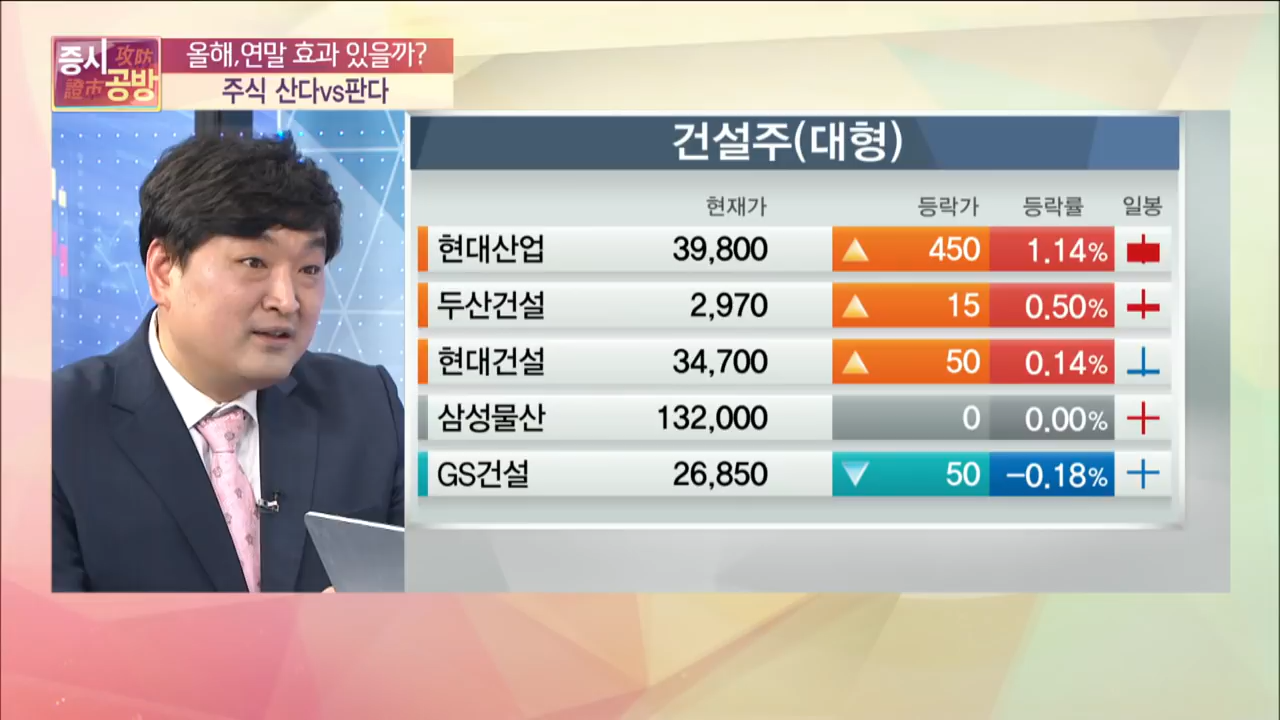 증시 攻防
證市 공방
올해,연말 효과 있을까?
주식 산다vs판다
건설주(대형)
현재가 등락가 등락률 일봉
현대산업 39,800 ▲ 450 1.14%
두산건설 2,970 ▲ 15 0.50%
현대건설 34,700 ▲ 50 0.14%
삼성물산 132,000 0 0.00%
GS건설 26,850 ▼ 50 -0.18%